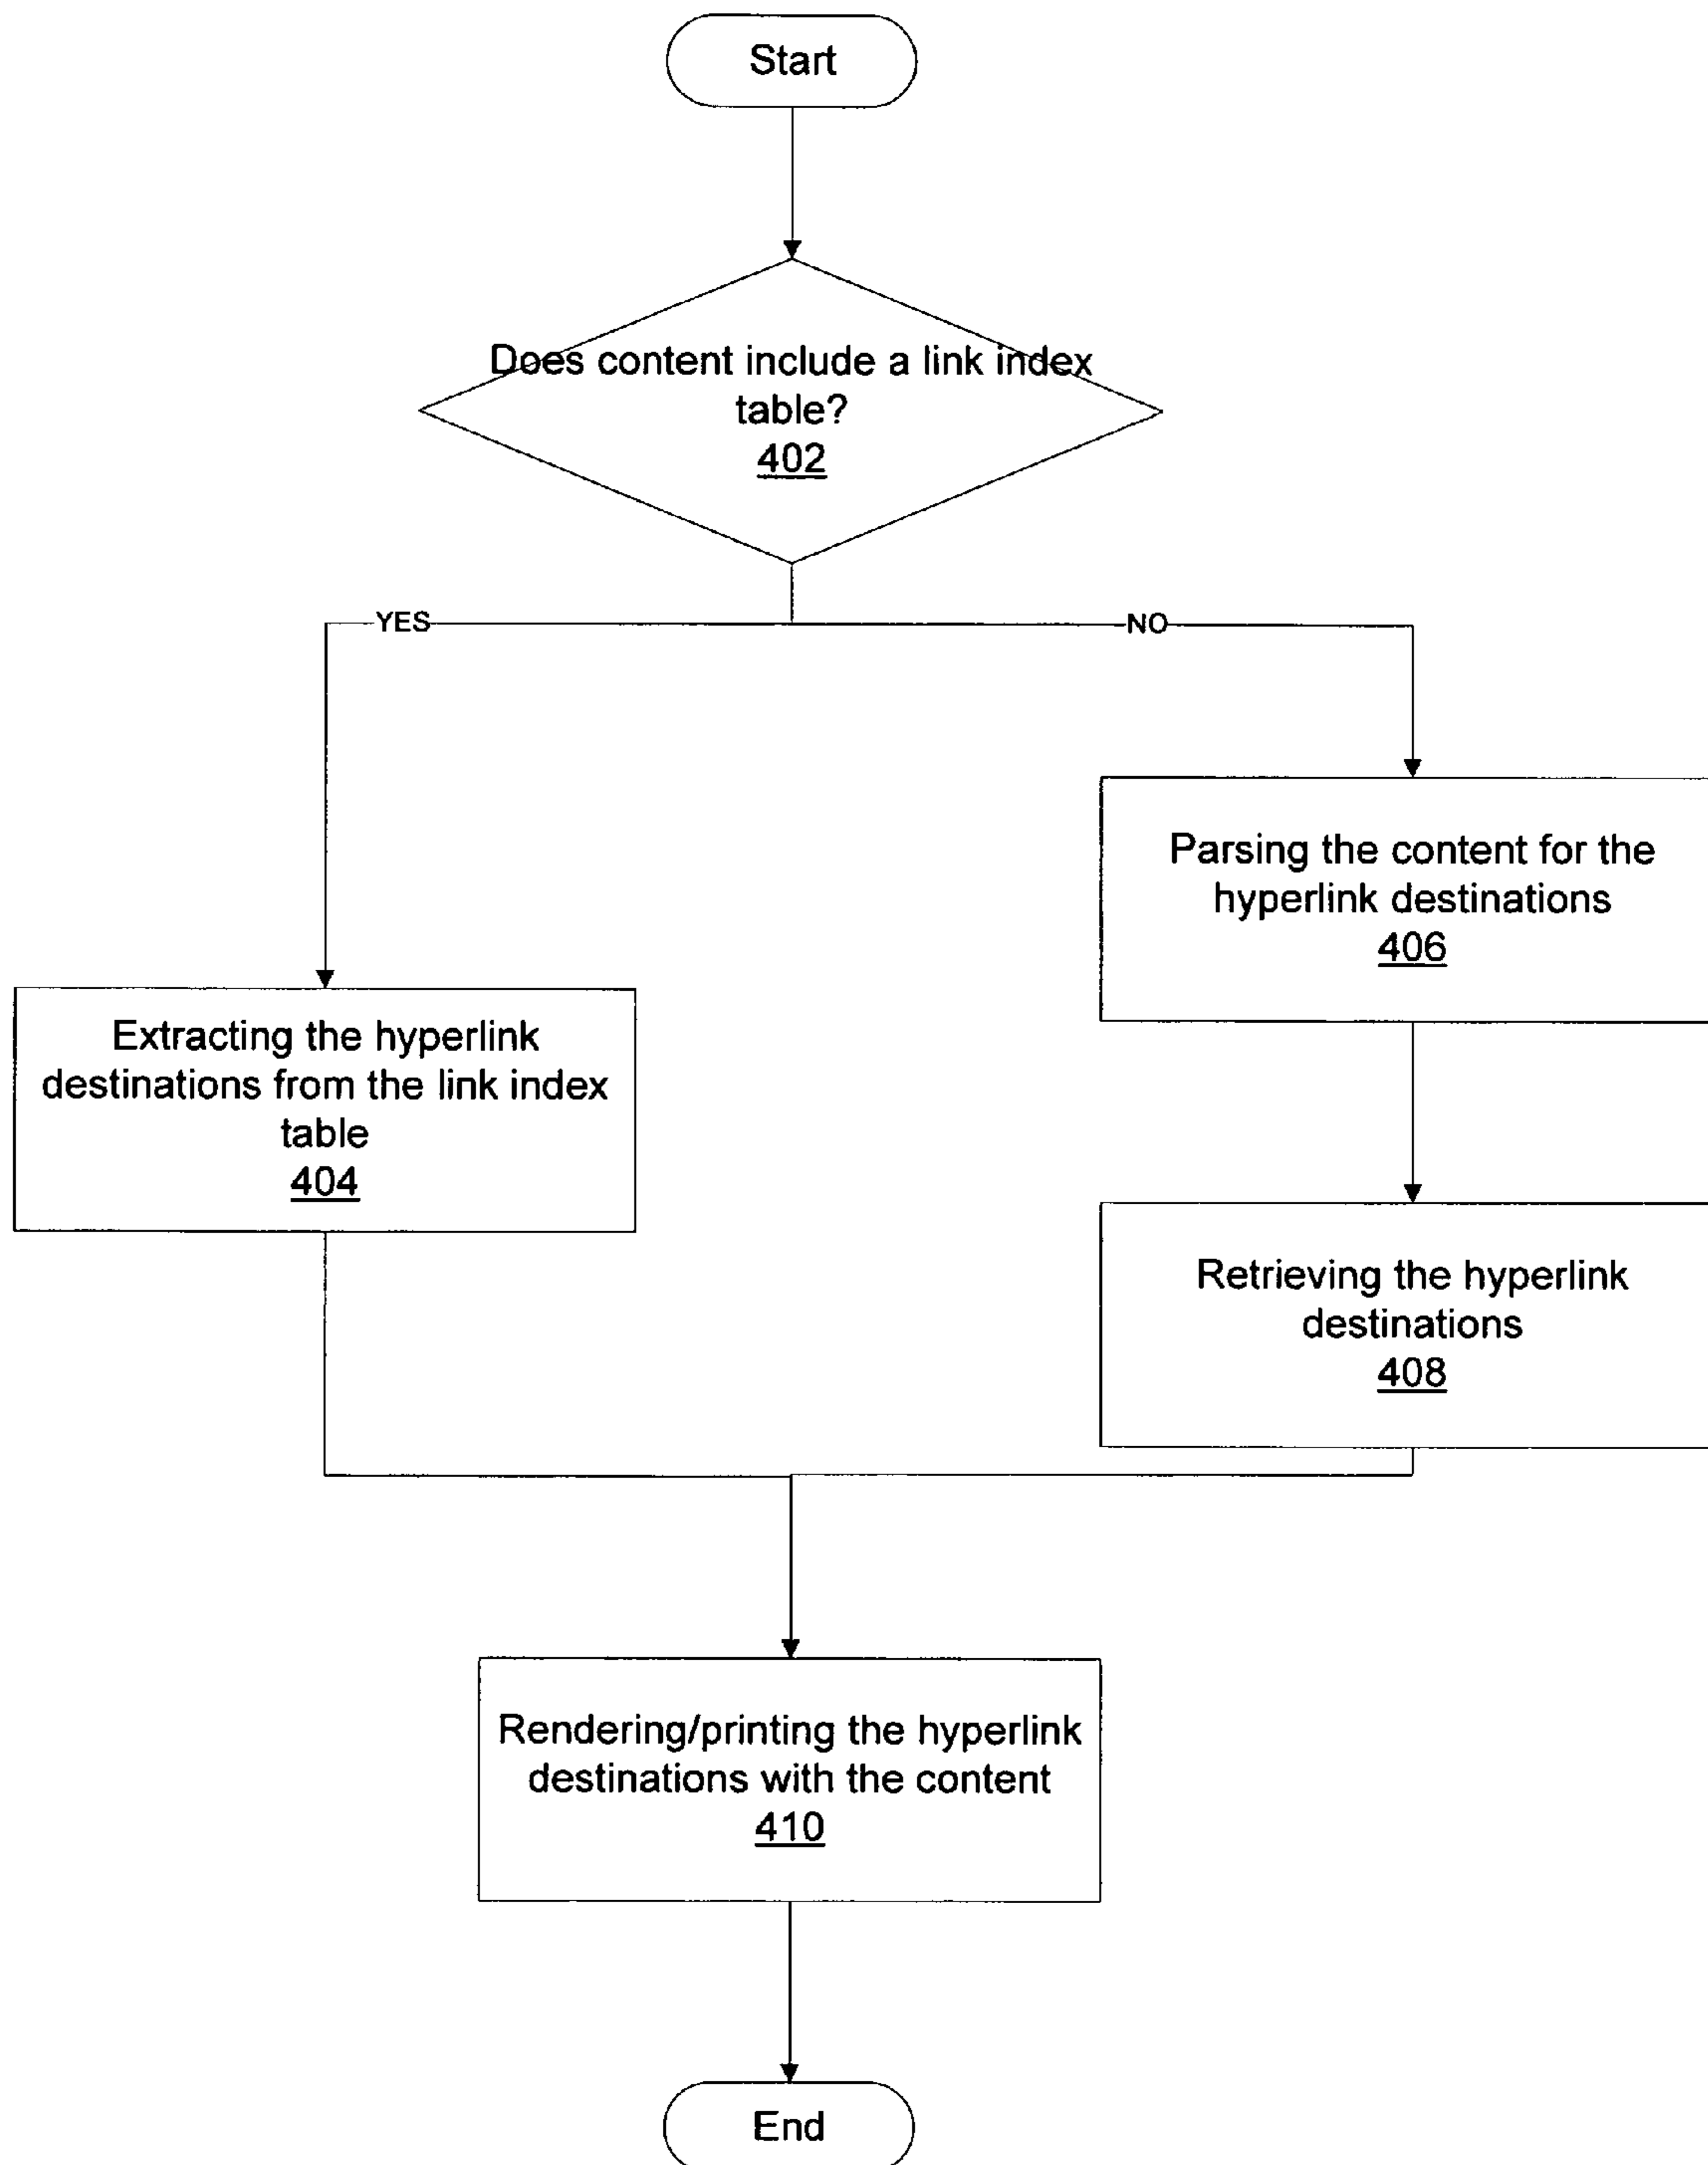 Start
Does content include a link index
table?
402
YES
NO
Parsing the content for the
hyperlink destinations
406
Extracting the hyperlink
destinations from the link index
table
404
Retrieving the hyperlink
destinations
408
Rendering/printing the hyperlink
destinations with the content
410
End